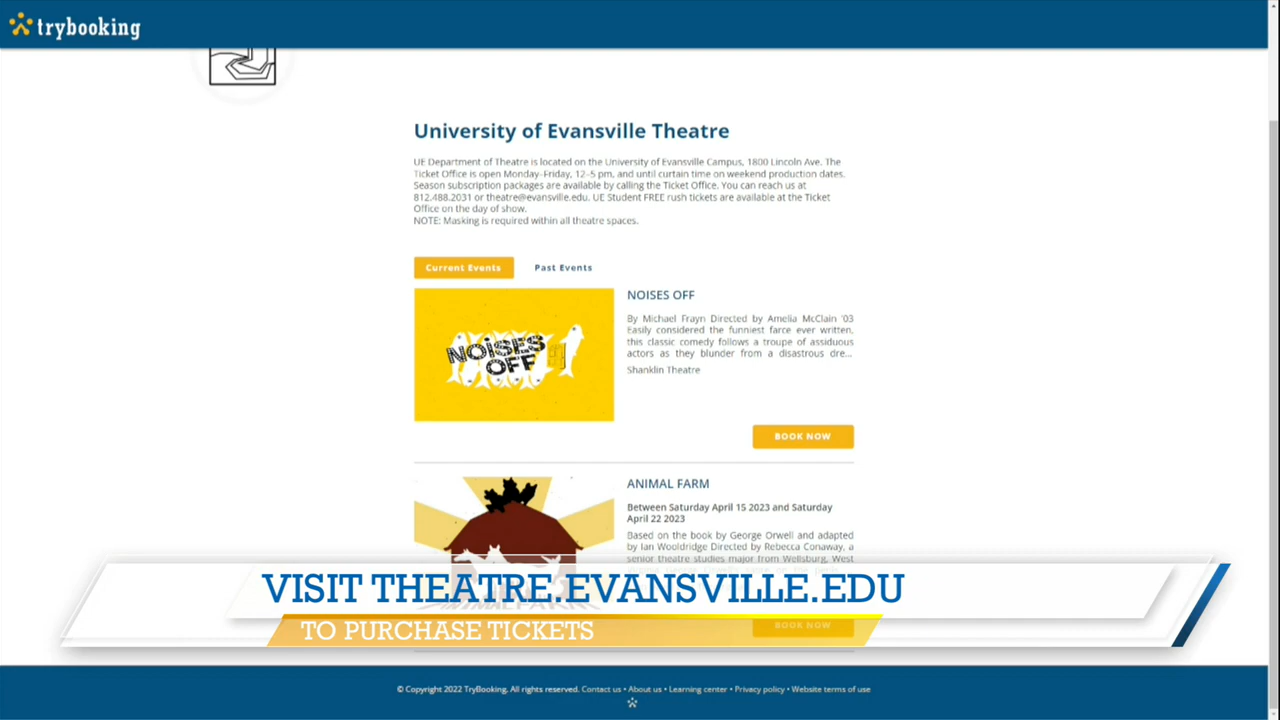 trybooking
University of Evansville Theatre
UE Department of Theatre is located on the University of Evansville Campus, 1800 Lincoln Ave. The
Ticket Office is open Monday–Friday, 12–5 pm, and until curtain time on weekend production dates.
Season subscription packages are available by calling the Ticket Office. You can reach us at
812.488.2031 or theatre@evansville.edu. UE Student FREE rush tickets are available at the Ticket
Office on the day of show.
NOTE: Masking is required within all theatre spaces.
Current Events Past Events
NOISES
OFF
NOISES OFF
By Michael Frayn Directed by Amelia McClain '03
Easily considered the funniest farce ever written,
this classic comedy follows a troupe of assiduous
actors as they blunder from a disastrous dre...
Shanklin Theatre
BOOK NOW
ANIMAL FARM
Between Saturday April 15 2023 and Saturday
April 22 2023
Based on the book by George Orwell and adapted
by Ian Wooldridge Directed by Rebecca Conaway, a
senior theatre studies major from Wellsburg, West
VISIT THEATRE.EVANSVILLE.EDU
TO PURCHASE TICKETS
BOOK NOW
© Copyright 2022 TryBooking. All rights reserved. Contact us • About us • Learning center • Privacy policy • Website terms of use